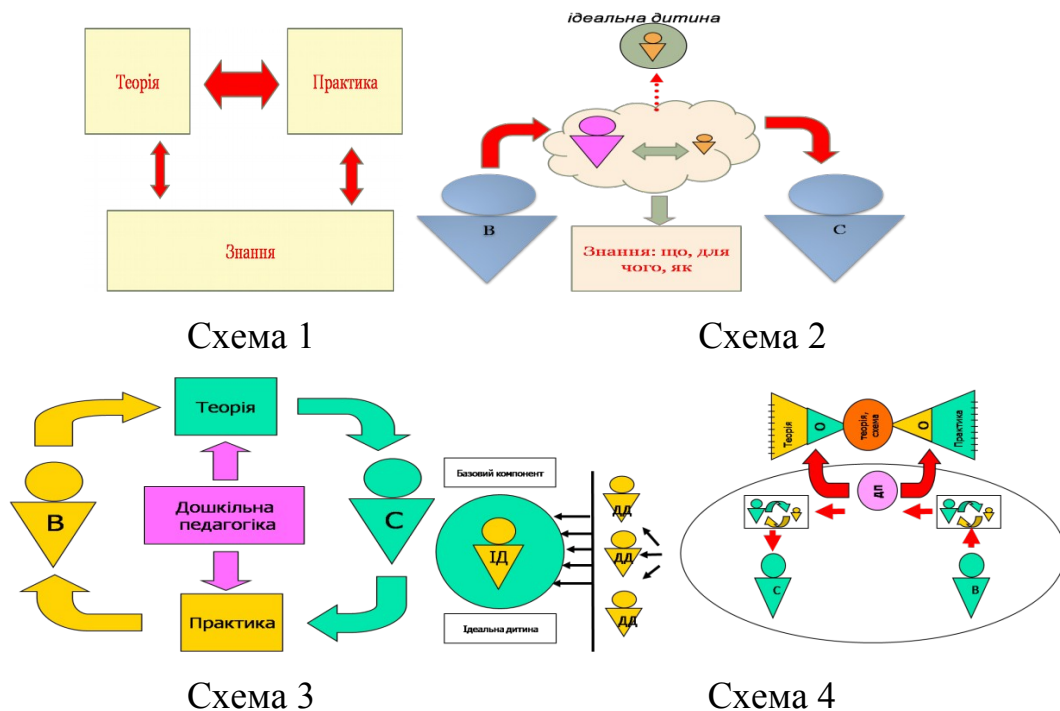 Теорія
Практика
Знання
ідеальна дитина
В
С
Знання: що, для
чого, як
Схема 1
Схема 2
Теорія
В
Дошкільна
педагогіка
С
Практика
Базовий компонент
ІД
Ідеальна дитина
ДД
ДД
ДД
Теорія
О
теорія,
схема
О
Практика
ДП
С
В
Схема 3
Схема 4